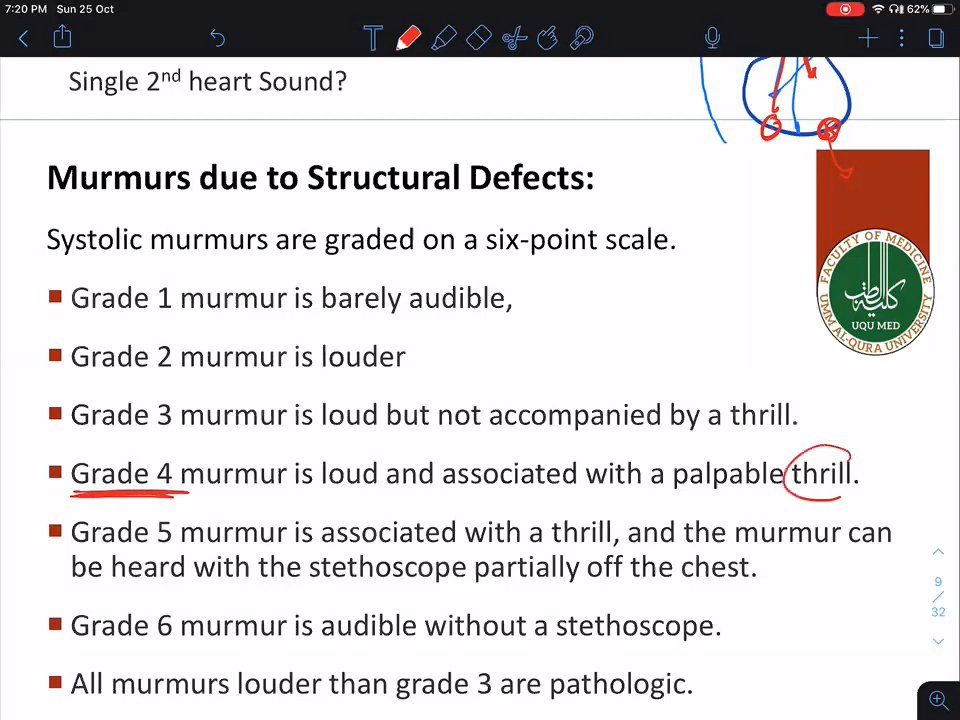 7:20 PM Sun 25 Oct 62%
Single 2nd heart Sound?
Murmurs due to Structural Defects:
Systolic murmurs are graded on a six-point scale.
Grade 1 murmur is barely audible,
Grade 2 murmur is louder
Grade 3 murmur is loud but not accompanied by a thrill.
Grade 4 murmur is loud and associated with a palpable thrill.
Grade 5 murmur is associated with a thrill, and the murmur can
be heard with the stethoscope partially off the chest.
Grade 6 murmur is audible without a stethoscope.
All murmurs louder than grade 3 are pathologic.
FACULTY OF MEDICINE
كلية الطب
UQU MED
UMM AL-QURA UNIVERSITY
9
/
32